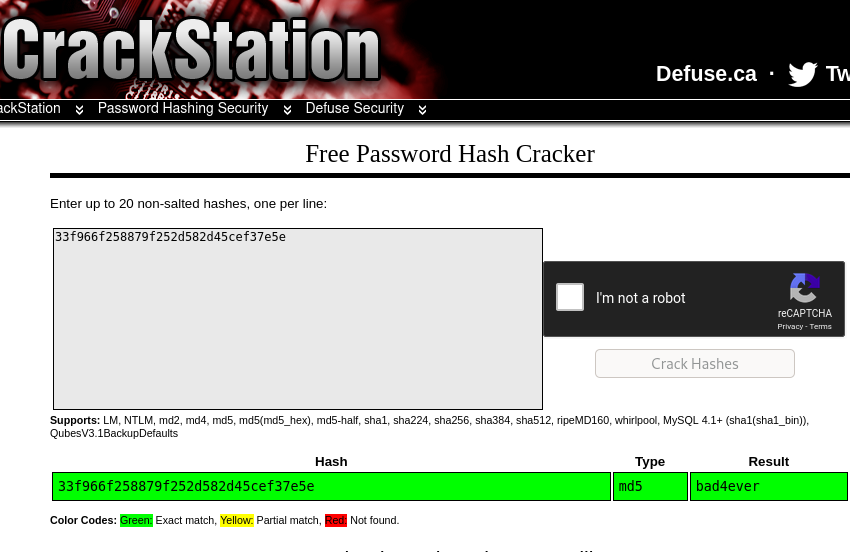 CrackStation
Defuse.ca · Tw
ackStation Password Hashing Security Defuse Security
Free Password Hash Cracker
Enter up to 20 non-salted hashes, one per line:
33f966f258879f252d582d45cef37e5e
I'm not a robot
reCAPTCHA
Privacy - Terms
Crack Hashes
Supports: LM, NTLM, md2, md4, md5, md5(md5_hex), md5-half, sha1, sha224, sha256, sha384, sha512, ripeMD160, whirlpool, MySQL 4.1+ (sha1(sha1_bin)),
QubesV3.1BackupDefaults
Hash Type Result
33f966f258879f252d582d45cef37e5e md5 bad4ever
Color Codes: Green: Exact match, Yellow: Partial match, Red: Not found.